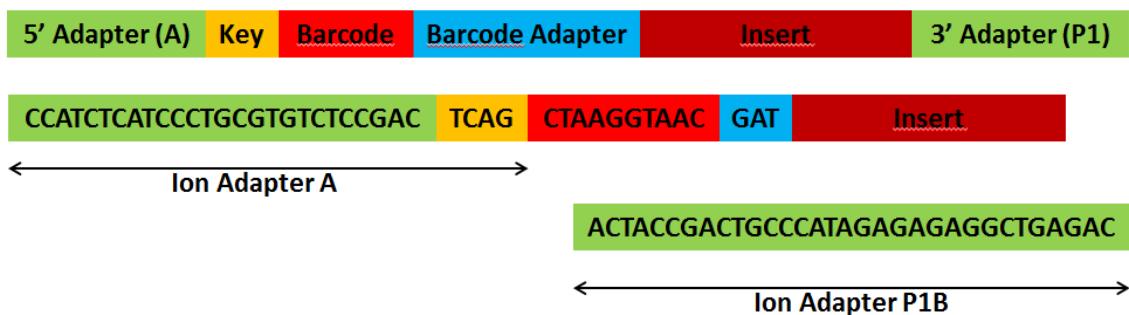 5’ Adapter (A) Key Barcode Barcode Adapter Insert 3’ Adapter (P1)
CCATCTCATCCCTGCGTGTCTCCGAC TCAG CTAAGGTAAC GAT Insert
Ion Adapter A
ACTACCGACTGCCCATAGAGAGAGGCTGAGAC
Ion Adapter P1B